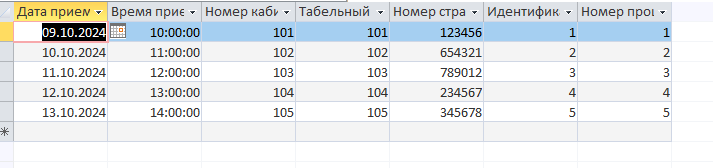 Дата прием Время прие Номер каби Табельный Номер стра Идентифик Номер проц
09.10.2024 10:00:00 101 101 123456 1 1
10.10.2024 11:00:00 102 102 654321 2 2
11.10.2024 12:00:00 103 103 789012 3 3
12.10.2024 13:00:00 104 104 234567 4 4
13.10.2024 14:00:00 105 105 345678 5 5